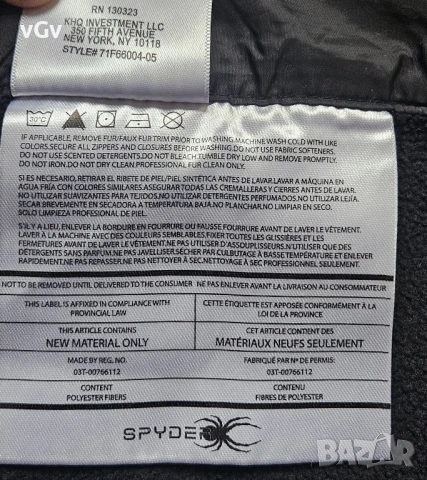 vGv
RN 130323
KHQ INVESTMENT LLC
350 FIFTH AVENUE
NEW YORK, NY 10118
STYLE# 71F66004-05
30°C
IF APPLICABLE, REMOVE FUR/FAUX FUR TRIM PRIOR TO WASHING.MACHINE WASH COLD WITH LIKE
COLORS.SECURE ALL ZIPPERS AND CLOSURES BEFORE WASHING.DO NOT USE FABRIC SOFTENERS.
DO NOT USE SCENTED DETERGENTS.DO NOT BLEACH.TUMBLE DRY LOW AND REMOVE PROMPTLY.
DO NOT IRON.DO NOT DRY CLEAN.PROFESSIONAL FUR CLEAN ONLY.
SI ES NECESARIO, RETIRAR EL RIBETE DE PIEL/PIEL SINTÉTICA ANTES DE LAVAR.LAVAR A MÁQUINA EN
AGUA FRÍA CON COLORES SIMILARES.ASEGURAR TODAS LAS CREMALLERAS Y CIERRES ANTES DE LAVAR.
NO UTILIZAR SUAVIZANTES PARA TEJIDOS.NO UTILIZAR DETERGENTES PERFUMADOS.NO USAR LEJÍA/
SECAR BREVEMENTE EN SECADORA A TEMPERATURA BAJA.NO PLANCHAR.NO LIMPIAR EN SECO.
SOLO LIMPIEZA PROFESIONAL DE PIEL.
S'IL Y A LIEU, ENLEVER LA BORDURE EN FOURRURE OU FAUSSE FOURRURE AVANT DE LAVER.LAVER À LA
MACHINE À L'EAU FROIDE AVEC DES COULEURS SEMBLABLES.FIXER TOUTES LES GLISSIÈRES ET LES
FERMETURES AVANT DE LAVER LE VÊTEMENT.NE PAS UTILISER D'ASSOUPLISSEURS.N'UTILISER QUE DES
DÉTERGENTS SANS PARFUM.NE PAS JAVELLISER.SÉCHER PAR CULBUTAGE À BASSE TEMPÉRATURE ET ENLEVER
RAPIDEMENT.NE PAS REPASSER.NE PAS NETTOYER À SEC.NETTOYAGE À SEC PROFESSIONNEL SEULEMENT.
NOT TO BE REMOVED UNTIL DELIVERED TO THE CONSUMER NE PAS ENLEVER AVANT LA LIVRAISON AU CONSOMMATEUR
THIS LABEL IS AFFIXED IN COMPLIANCE WITH
PROVINCIAL LAW
CETTE ÉTIQUETTE EST APPOSÉE CONFORMÉMENT À LA
LOI DE LA PROVINCE
THIS ARTICLE CONTAINS
NEW MATERIAL ONLY
CET ARTICLE CONTIENT DES
MATÉRIAUX NEUFS SEULEMENT
MADE BY REG. NO.
03T-00766112
FABRIQUÉ PAR Nº DE PERMIS:
03T-00766112
CONTENT
POLYESTER FIBERS
CONTENU
FIBRES DE POLYESTER
SPYDER
BAZAR